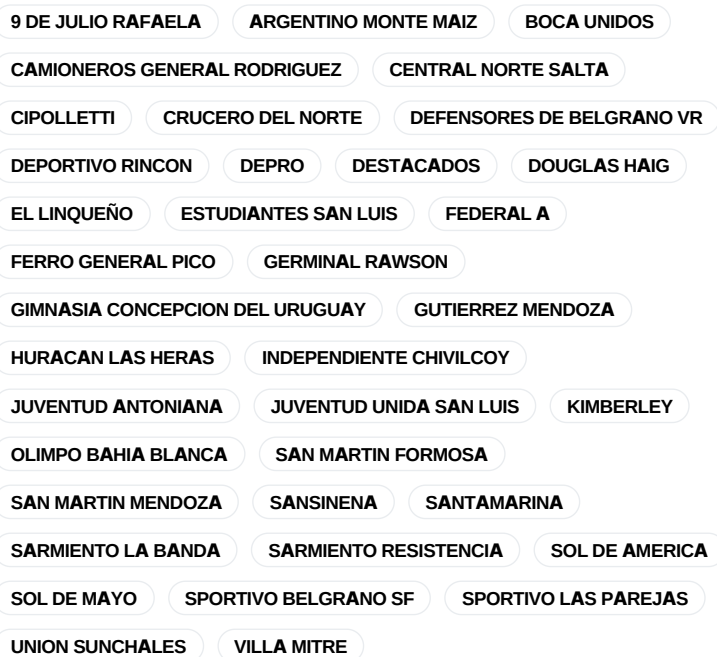 9 DE JULIO RAFAELA ARGENTINO MONTE MAIZ BOCA UNIDOS
CAMIONEROS GENERAL RODRIGUEZ CENTRAL NORTE SALTA
CIPOLLETTI CRUCERO DEL NORTE DEFENSORES DE BELGRANO VR
DEPORTIVO RINCON DEPRO DESTACADOS DOUGLAS HAIG
EL LINQUEÑO ESTUDIANTES SAN LUIS FEDERAL A
FERRO GENERAL PICO GERMINAL RAWSON
GIMNASIA CONCEPCION DEL URUGUAY GUTIERREZ MENDOZA
HURACAN LAS HERAS INDEPENDIENTE CHIVILCOY
JUVENTUD ANTONIANA JUVENTUD UNIDA SAN LUIS KIMBERLEY
OLIMPO BAHIA BLANCA SAN MARTIN FORMOSA
SAN MARTIN MENDOZA SANSINENA SANTAMARINA
SARMIENTO LA BANDA SARMIENTO RESISTENCIA SOL DE AMERICA
SOL DE MAYO SPORTIVO BELGRANO SF SPORTIVO LAS PAREJAS
UNION SUNCHALES VILLA MITRE